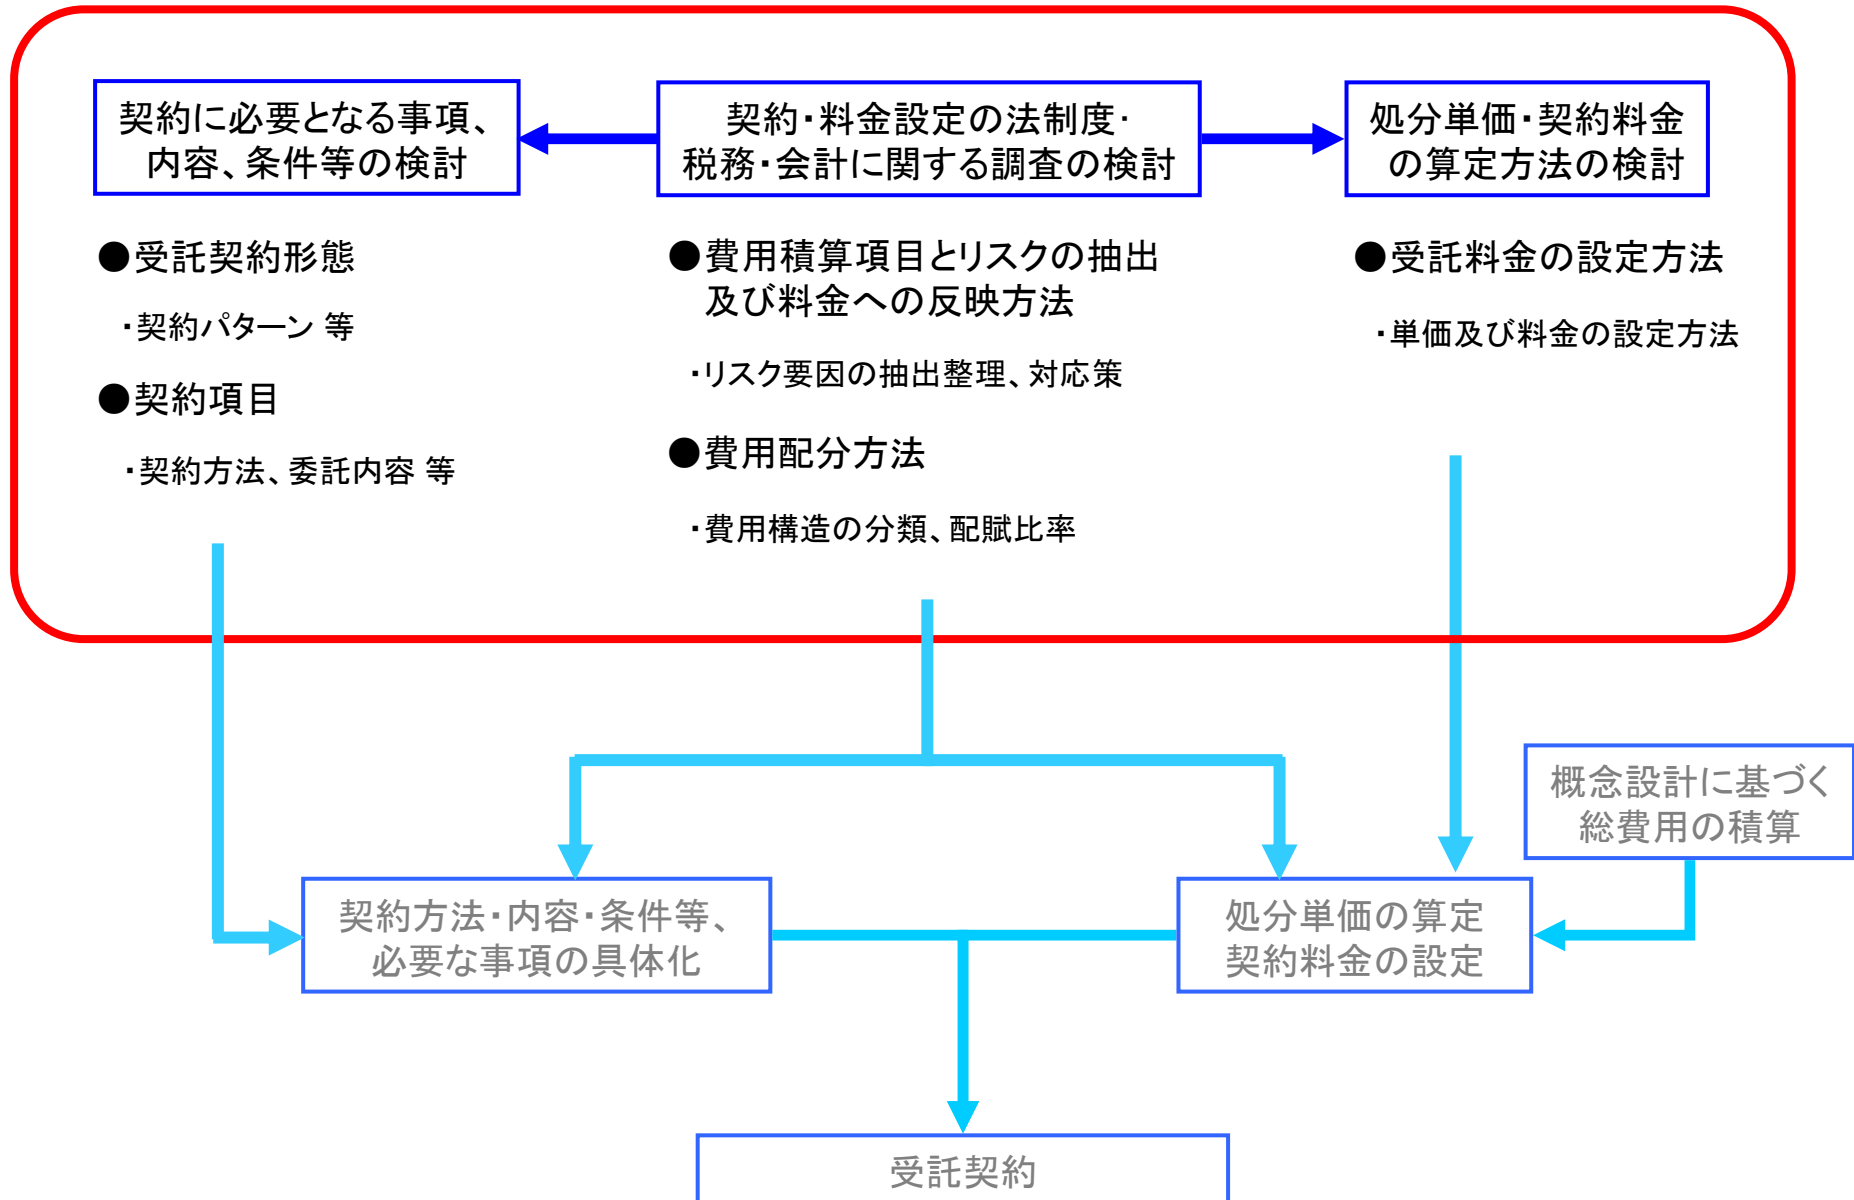 契約に必要となる事項、
内容、条件等の検討
契約・料金設定の法制度・
税務・会計に関する調査の検討
処分単価・契約料金
の算定方法の検討
●受託契約形態
・契約パターン 等
●契約項目
・契約方法、委託内容 等
●費用積算項目とリスクの抽出
及び料金への反映方法
・リスク要因の抽出整理、対応策
●費用配分方法
・費用構造の分類、配賦比率
●受託料金の設定方法
・単価及び料金の設定方法
概念設計に基づく
総費用の積算
契約方法・内容・条件等、
必要な事項の具体化
処分単価の算定
契約料金の設定
受託契約